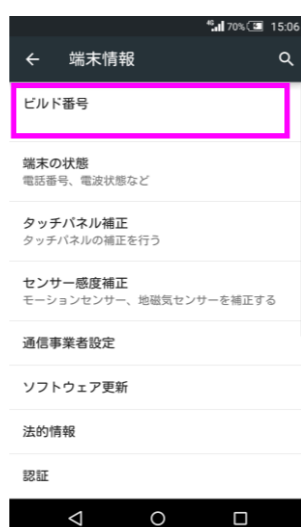 4G 70% 15:06
端末情報
ビルド番号
端末の状態
電話番号、電波状態など
タッチパネル補正
タッチパネルの補正を行う
センサー感度補正
モーションセンサー、地磁気センサーを補正する
通信事業者設定
ソフトウェア更新
法的情報
認証